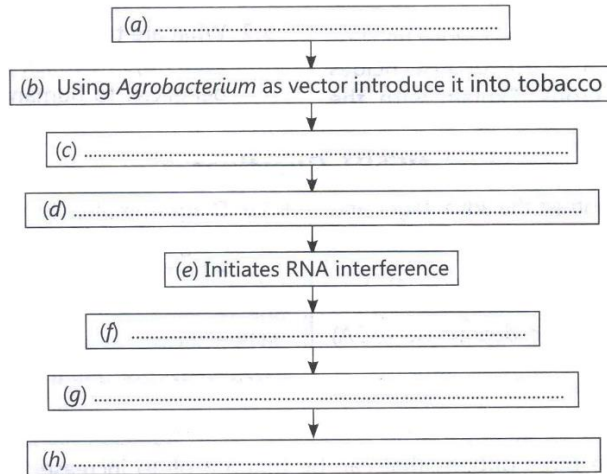 (a) ................................................................
(b) Using Agrobacterium as vector introduce it into tobacco
(c) ................................................................
(d) ................................................................
(e) Initiates RNA interference
(f) ................................................................
(g) ................................................................
(h) ................................................................